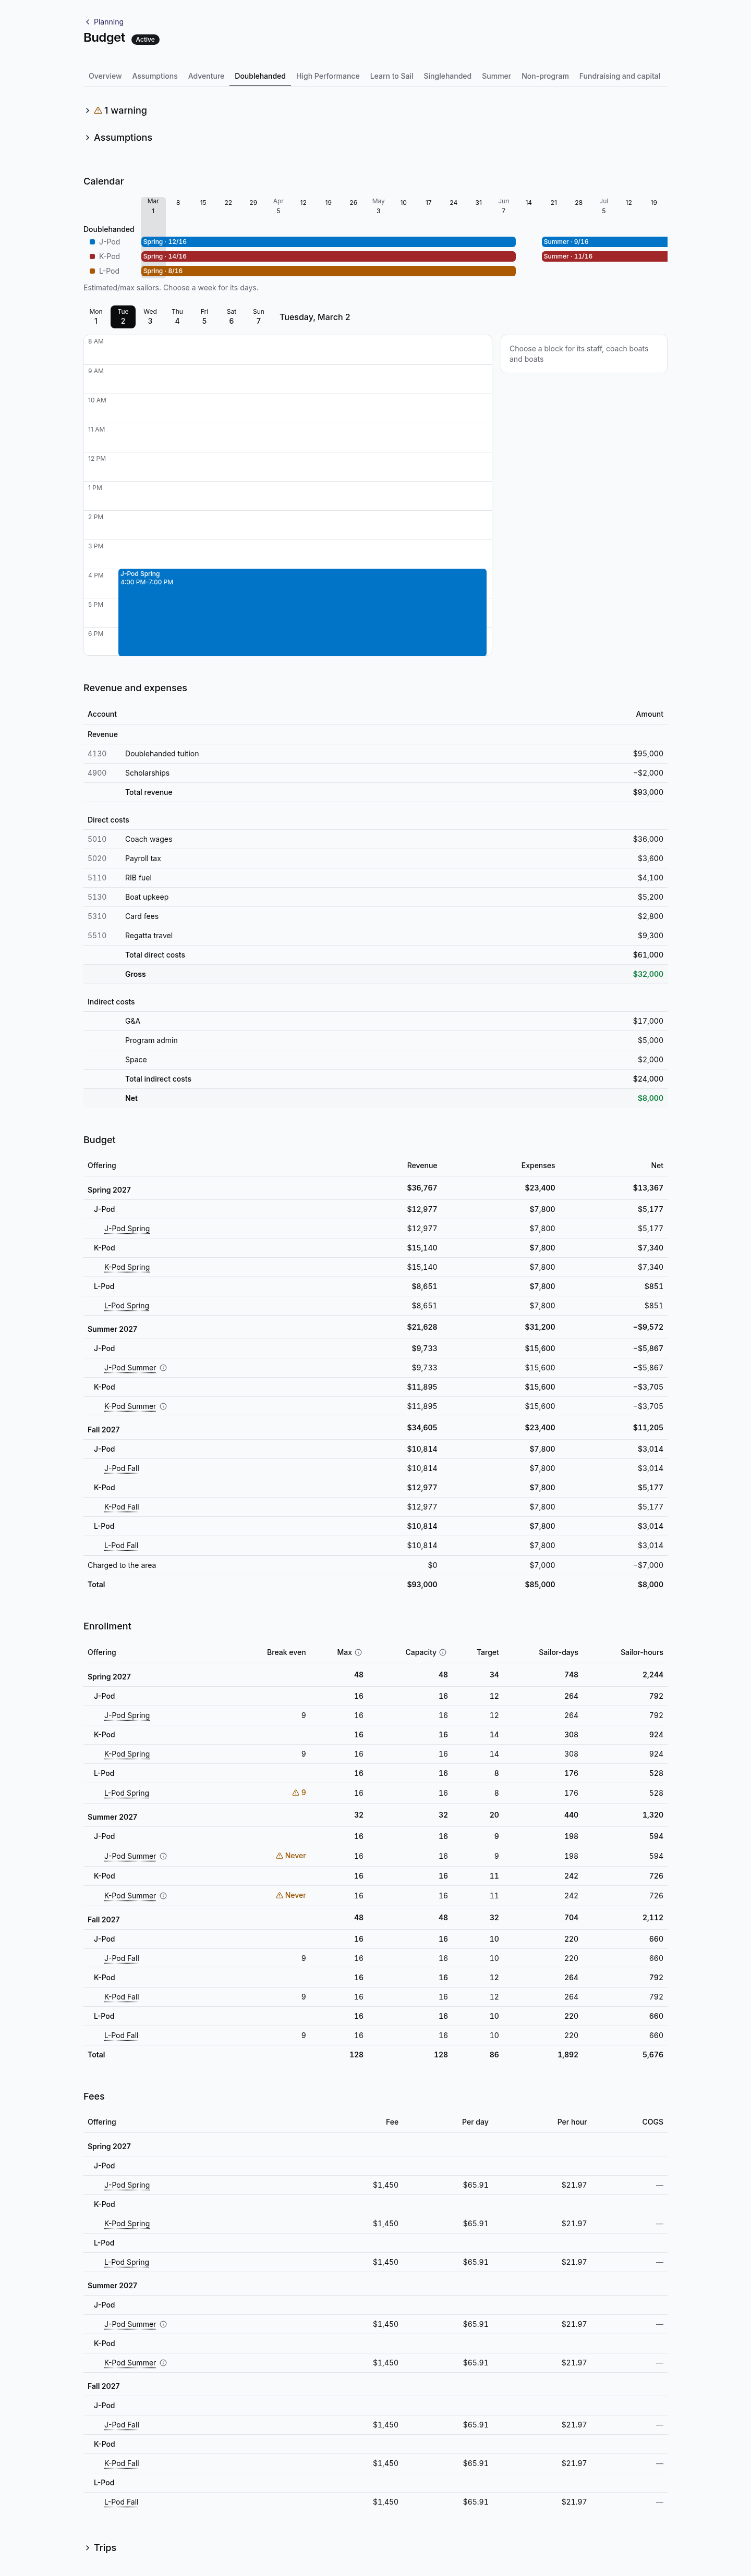 Planning
Budget Active
Overview Assumptions Adventure Doublehanded High Performance Learn to Sail Singlehanded Summer Non-program Fundraising and capital
1 warning
Assumptions
Calendar
Mar 1 8 15 22 29 Apr 5 12 19 26 May 3 10 17 24 31 Jun 7 14 21 28 Jul 5 12 19
Doublehanded
J-Pod Spring · 12/16 Summer · 9/16
K-Pod Spring · 14/16 Summer · 11/16
L-Pod Spring · 8/16
Estimated/max sailors. Choose a week for its days.
Mon 1 Tue 2 Wed 3 Thu 4 Fri 5 Sat 6 Sun 7 Tuesday, March 2
8 AM
Choose a block for its staff, coach boats
and boats
9 AM
10 AM
11 AM
12 PM
1 PM
2 PM
3 PM
4 PM
J-Pod Spring
4:00 PM–7:00 PM
5 PM
6 PM
Revenue and expenses
Account Amount
Revenue
4130 Doublehanded tuition $95,000
4900 Scholarships −$2,000
Total revenue $93,000
Direct costs
5010 Coach wages $36,000
5020 Payroll tax $3,600
5110 RIB fuel $4,100
5130 Boat upkeep $5,200
5310 Card fees $2,800
5510 Regatta travel $9,300
Total direct costs $61,000
Gross $32,000
Indirect costs
G&A $17,000
Program admin $5,000
Space $2,000
Total indirect costs $24,000
Net $8,000
Budget
Offering Revenue Expenses Net
Spring 2027 $36,767 $23,400 $13,367
J-Pod $12,977 $7,800 $5,177
J-Pod Spring $12,977 $7,800 $5,177
K-Pod $15,140 $7,800 $7,340
K-Pod Spring $15,140 $7,800 $7,340
L-Pod $8,651 $7,800 $851
L-Pod Spring $8,651 $7,800 $851
Summer 2027 $21,628 $31,200 −$9,572
J-Pod $9,733 $15,600 −$5,867
J-Pod Summer $9,733 $15,600 −$5,867
K-Pod $11,895 $15,600 −$3,705
K-Pod Summer $11,895 $15,600 −$3,705
Fall 2027 $34,605 $23,400 $11,205
J-Pod $10,814 $7,800 $3,014
J-Pod Fall $10,814 $7,800 $3,014
K-Pod $12,977 $7,800 $5,177
K-Pod Fall $12,977 $7,800 $5,177
L-Pod $10,814 $7,800 $3,014
L-Pod Fall $10,814 $7,800 $3,014
Charged to the area $0 $7,000 −$7,000
Total $93,000 $85,000 $8,000
Enrollment
Offering Break even Max Capacity Target Sailor-days Sailor-hours
Spring 2027 48 48 34 748 2,244
J-Pod 16 16 12 264 792
J-Pod Spring 9 16 16 12 264 792
K-Pod 16 16 14 308 924
K-Pod Spring 9 16 16 14 308 924
L-Pod 16 16 8 176 528
L-Pod Spring 9 16 16 8 176 528
Summer 2027 32 32 20 440 1,320
J-Pod 16 16 9 198 594
J-Pod Summer Never 16 16 9 198 594
K-Pod 16 16 11 242 726
K-Pod Summer Never 16 16 11 242 726
Fall 2027 48 48 32 704 2,112
J-Pod 16 16 10 220 660
J-Pod Fall 9 16 16 10 220 660
K-Pod 16 16 12 264 792
K-Pod Fall 9 16 16 12 264 792
L-Pod 16 16 10 220 660
L-Pod Fall 9 16 16 10 220 660
Total 128 128 86 1,892 5,676
Fees
Offering Fee Per day Per hour COGS
Spring 2027
J-Pod
J-Pod Spring $1,450 $65.91 $21.97 —
K-Pod
K-Pod Spring $1,450 $65.91 $21.97 —
L-Pod
L-Pod Spring $1,450 $65.91 $21.97 —
Summer 2027
J-Pod
J-Pod Summer $1,450 $65.91 $21.97 —
K-Pod
K-Pod Summer $1,450 $65.91 $21.97 —
Fall 2027
J-Pod
J-Pod Fall $1,450 $65.91 $21.97 —
K-Pod
K-Pod Fall $1,450 $65.91 $21.97 —
L-Pod
L-Pod Fall $1,450 $65.91 $21.97 —
Trips